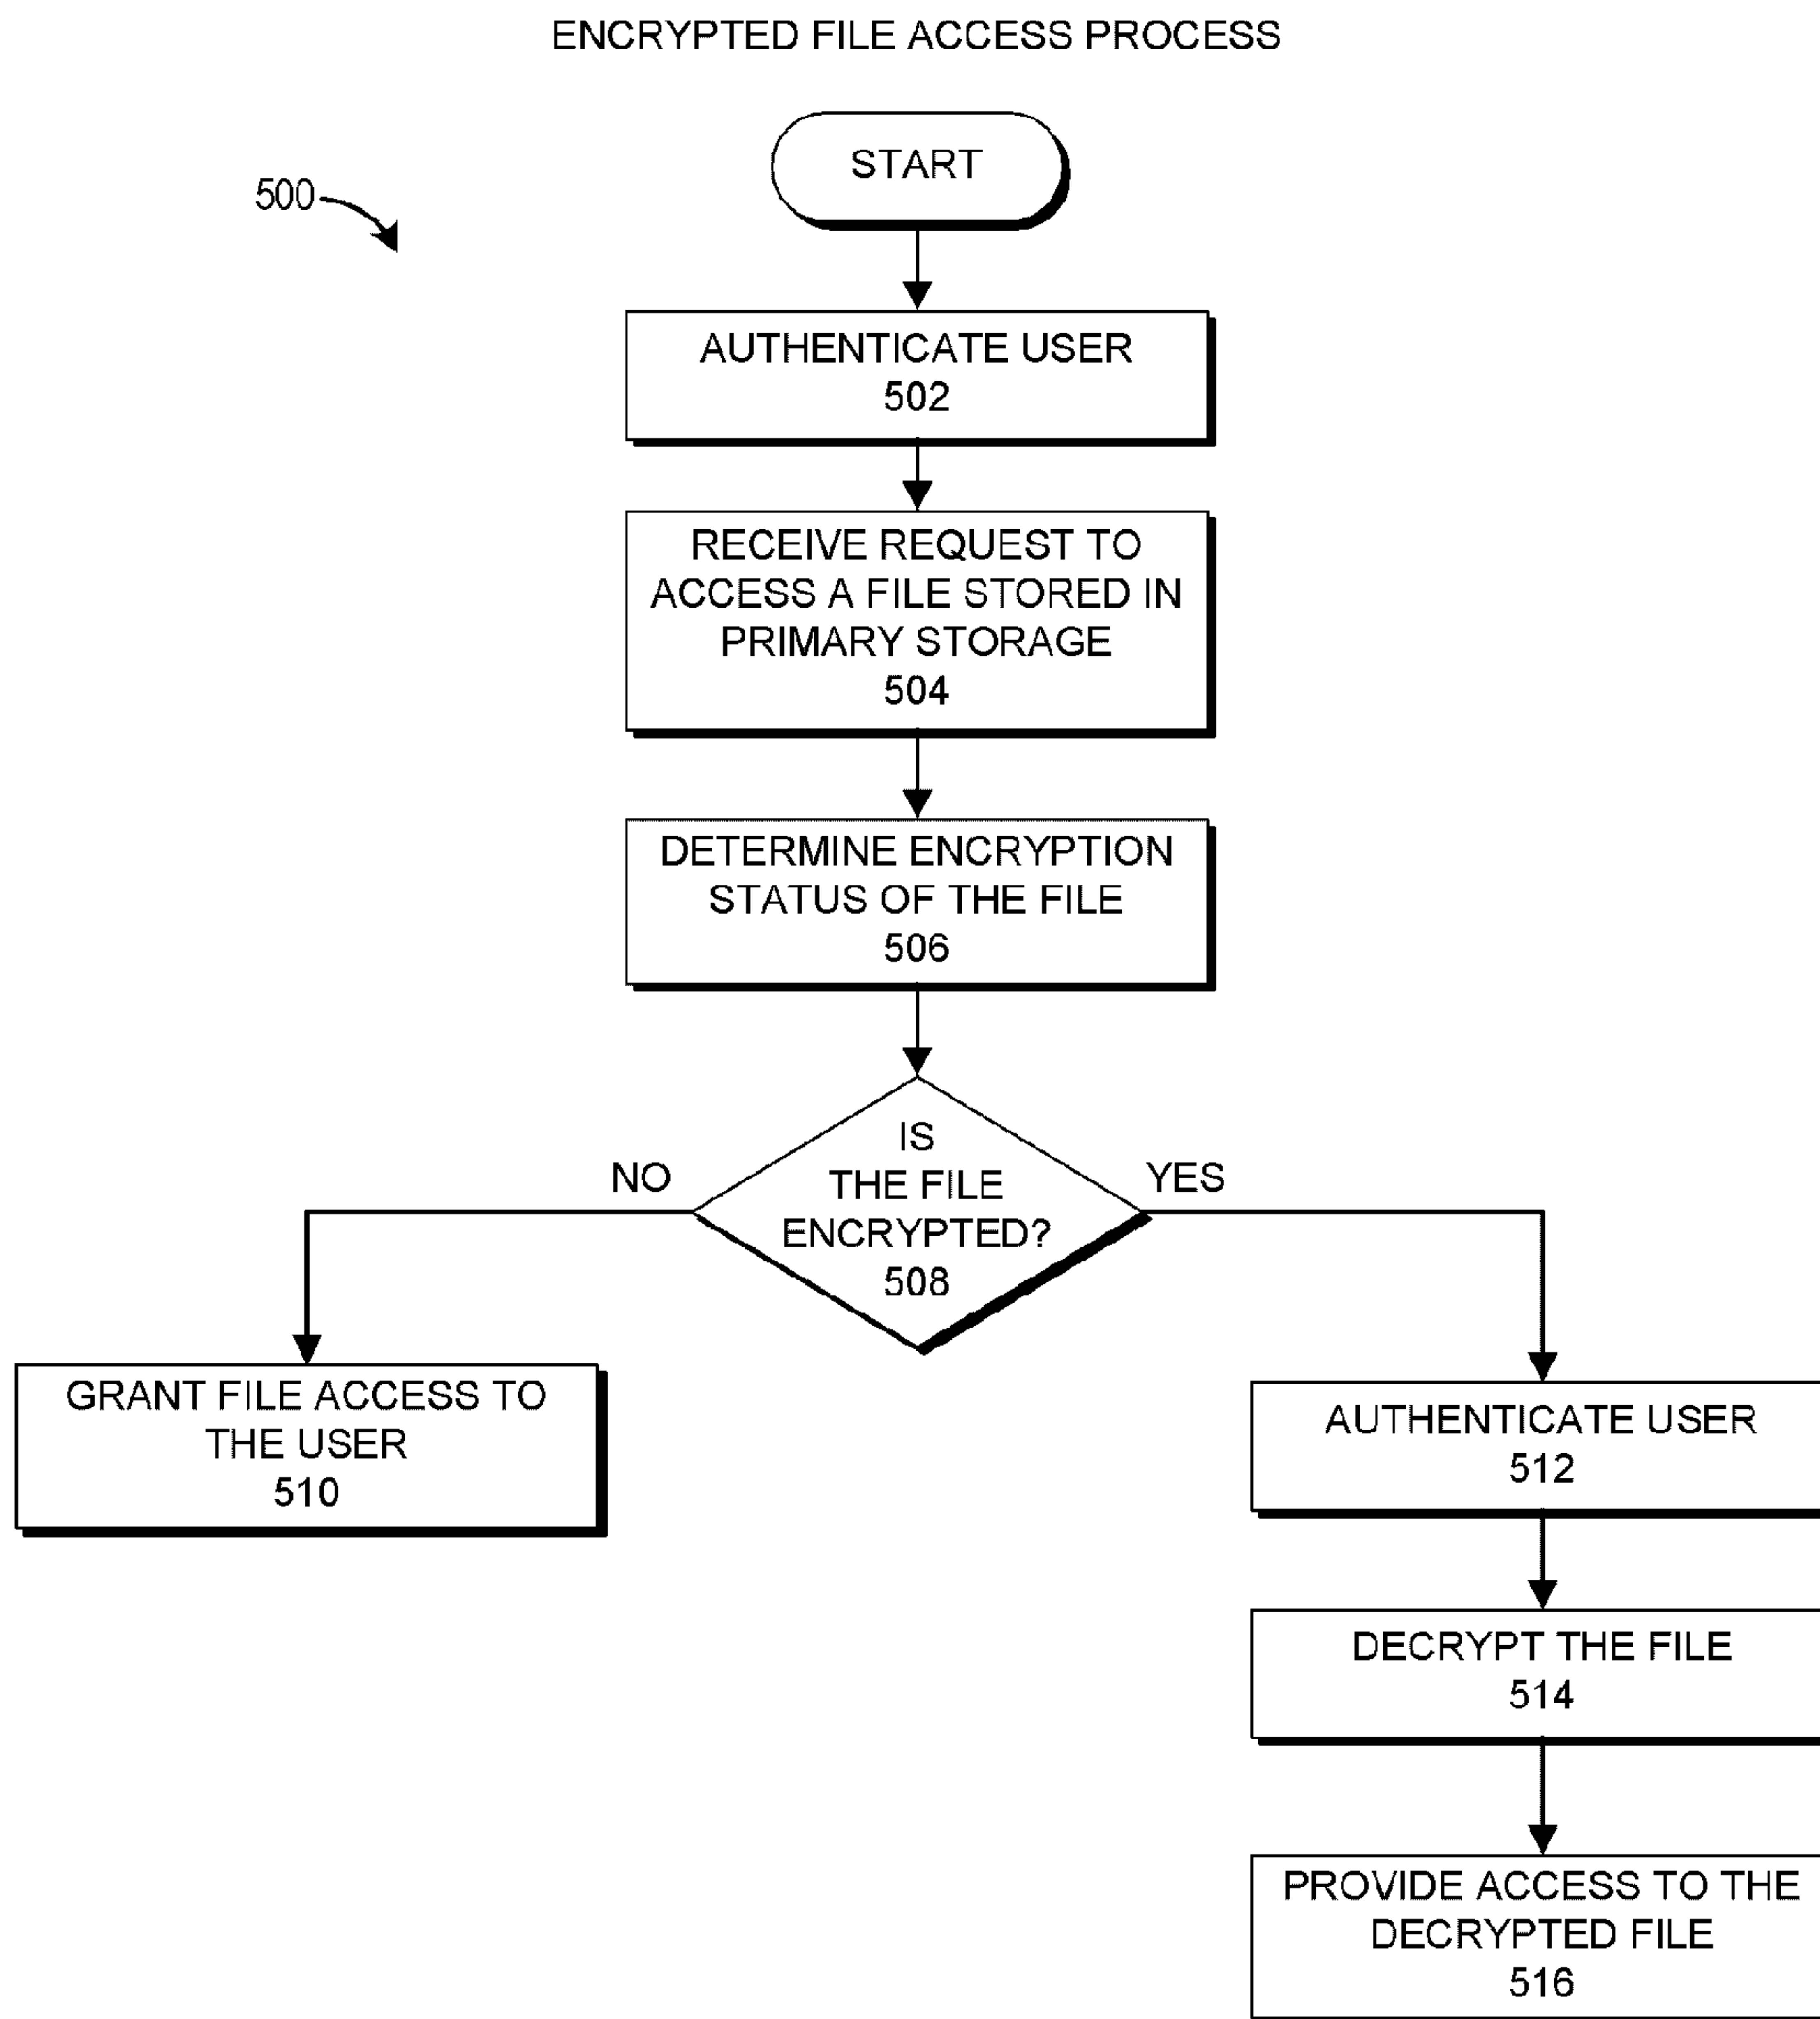 ENCRYPTED FILE ACCESS PROCESS
START
500
AUTHENTICATE USER
502
RECEIVE REQUEST TO
ACCESS A FILE STORED IN
PRIMARY STORAGE
504
DETERMINE ENCRYPTION
STATUS OF THE FILE
506
IS
THE FILE
ENCRYPTED?
508
NO
YES
GRANT FILE ACCESS TO
THE USER
510
AUTHENTICATE USER
512
DECRYPT THE FILE
514
PROVIDE ACCESS TO THE
DECRYPTED FILE
516